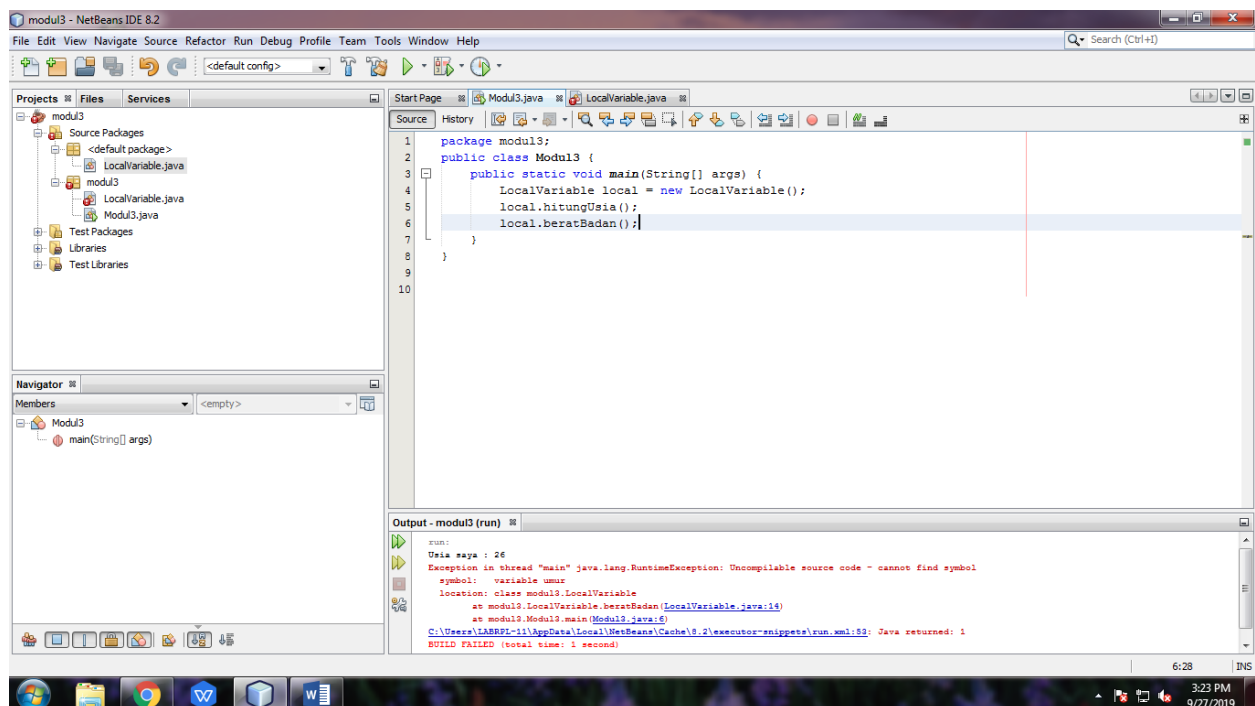 modul3 - NetBeans IDE 8.2
File Edit View Navigate Source Refactor Run Debug Profile Team Tools Window Help
Search (Ctrl+I)
<default config>
Projects Files Services
Start Page Modul3.java LocalVariable.java
Source History
modul3
Source Packages
<default package>
LocalVariable.java
modul3
LocalVariable.java
Modul3.java
Test Packages
Libraries
Test Libraries
1 package modul3;
2 public class Modul3 {
3 public static void main(String[] args) {
4 LocalVariable local = new LocalVariable();
5 local.hitungUsia();
6 local.beratBadan();
7 }
8 }
9
10
Navigator
Members <empty>
Modul3
main(String[] args)
Output - modul3 (run)
run:
Usia saya : 26
Exception in thread "main" java.lang.RuntimeException: Uncompilable source code - cannot find symbol
symbol: variable umur
location: class modul3.LocalVariable
at modul3.LocalVariable.beratBadan(LocalVariable.java:14)
at modul3.Modul3.main(Modul3.java:6)
C:\Users\LABRPL-11\AppData\Local\NetBeans\Cache\8.2\executor-snippets\run.xml:53: Java returned: 1
BUILD FAILED (total time: 1 second)
6:28 INS
W
3:23 PM
9/27/2019